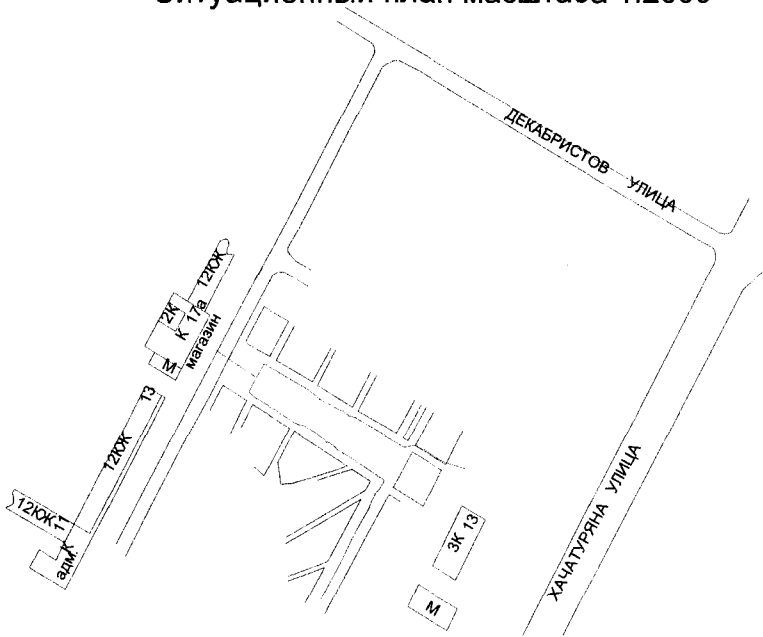 Ситуационный план масштаба 1:2000
ДЕКАБРИСТОВ УЛИЦА
12КЖ
2К
К 17а
магазин
М
13
12КЖ
12КЖ 11
К
адм.
3К 13
М
ХАЧАТУРЯНА УЛИЦА